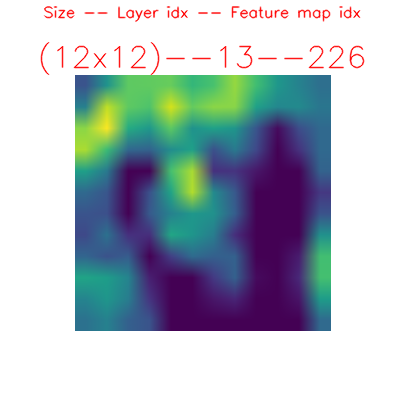 Size -- Layer idx -- Feature map idx
(12x12)--13--226